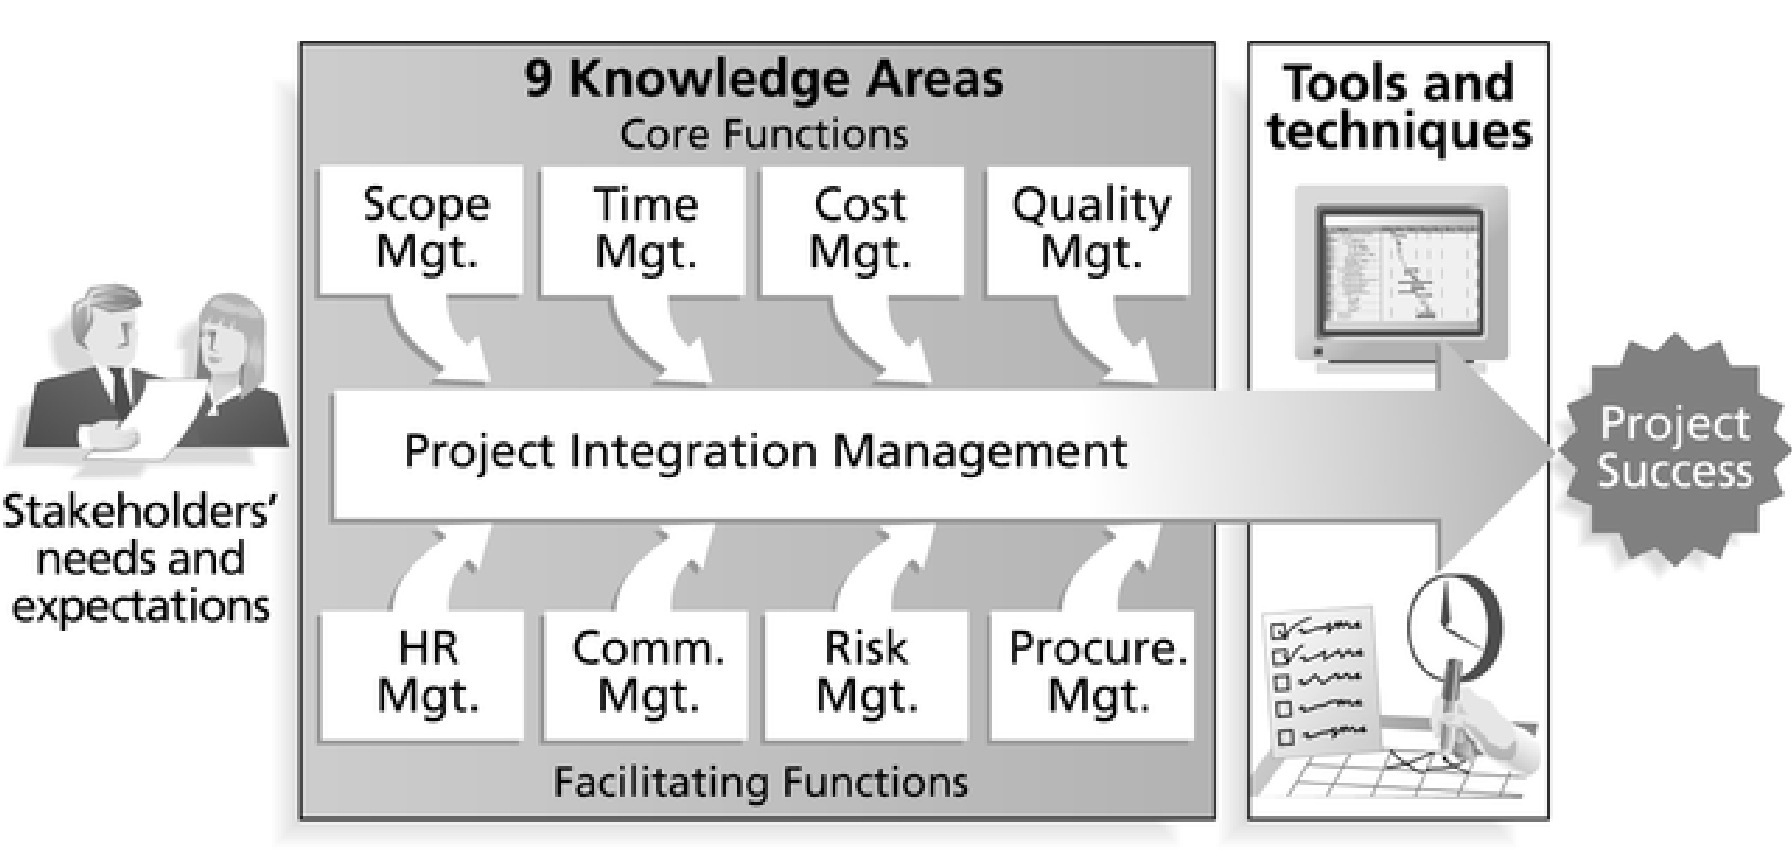 9 Knowledge Areas
Core Functions
Scope
Mgt.
Time
Mgt.
Cost
Mgt.
Quality
Mgt.
Project Integration Management
HR
Mgt.
Comm.
Mgt.
Risk
Mgt.
Procure.
Mgt.
Facilitating Functions
Stakeholders’
needs and
expectations
Tools and
techniques
Project
Success